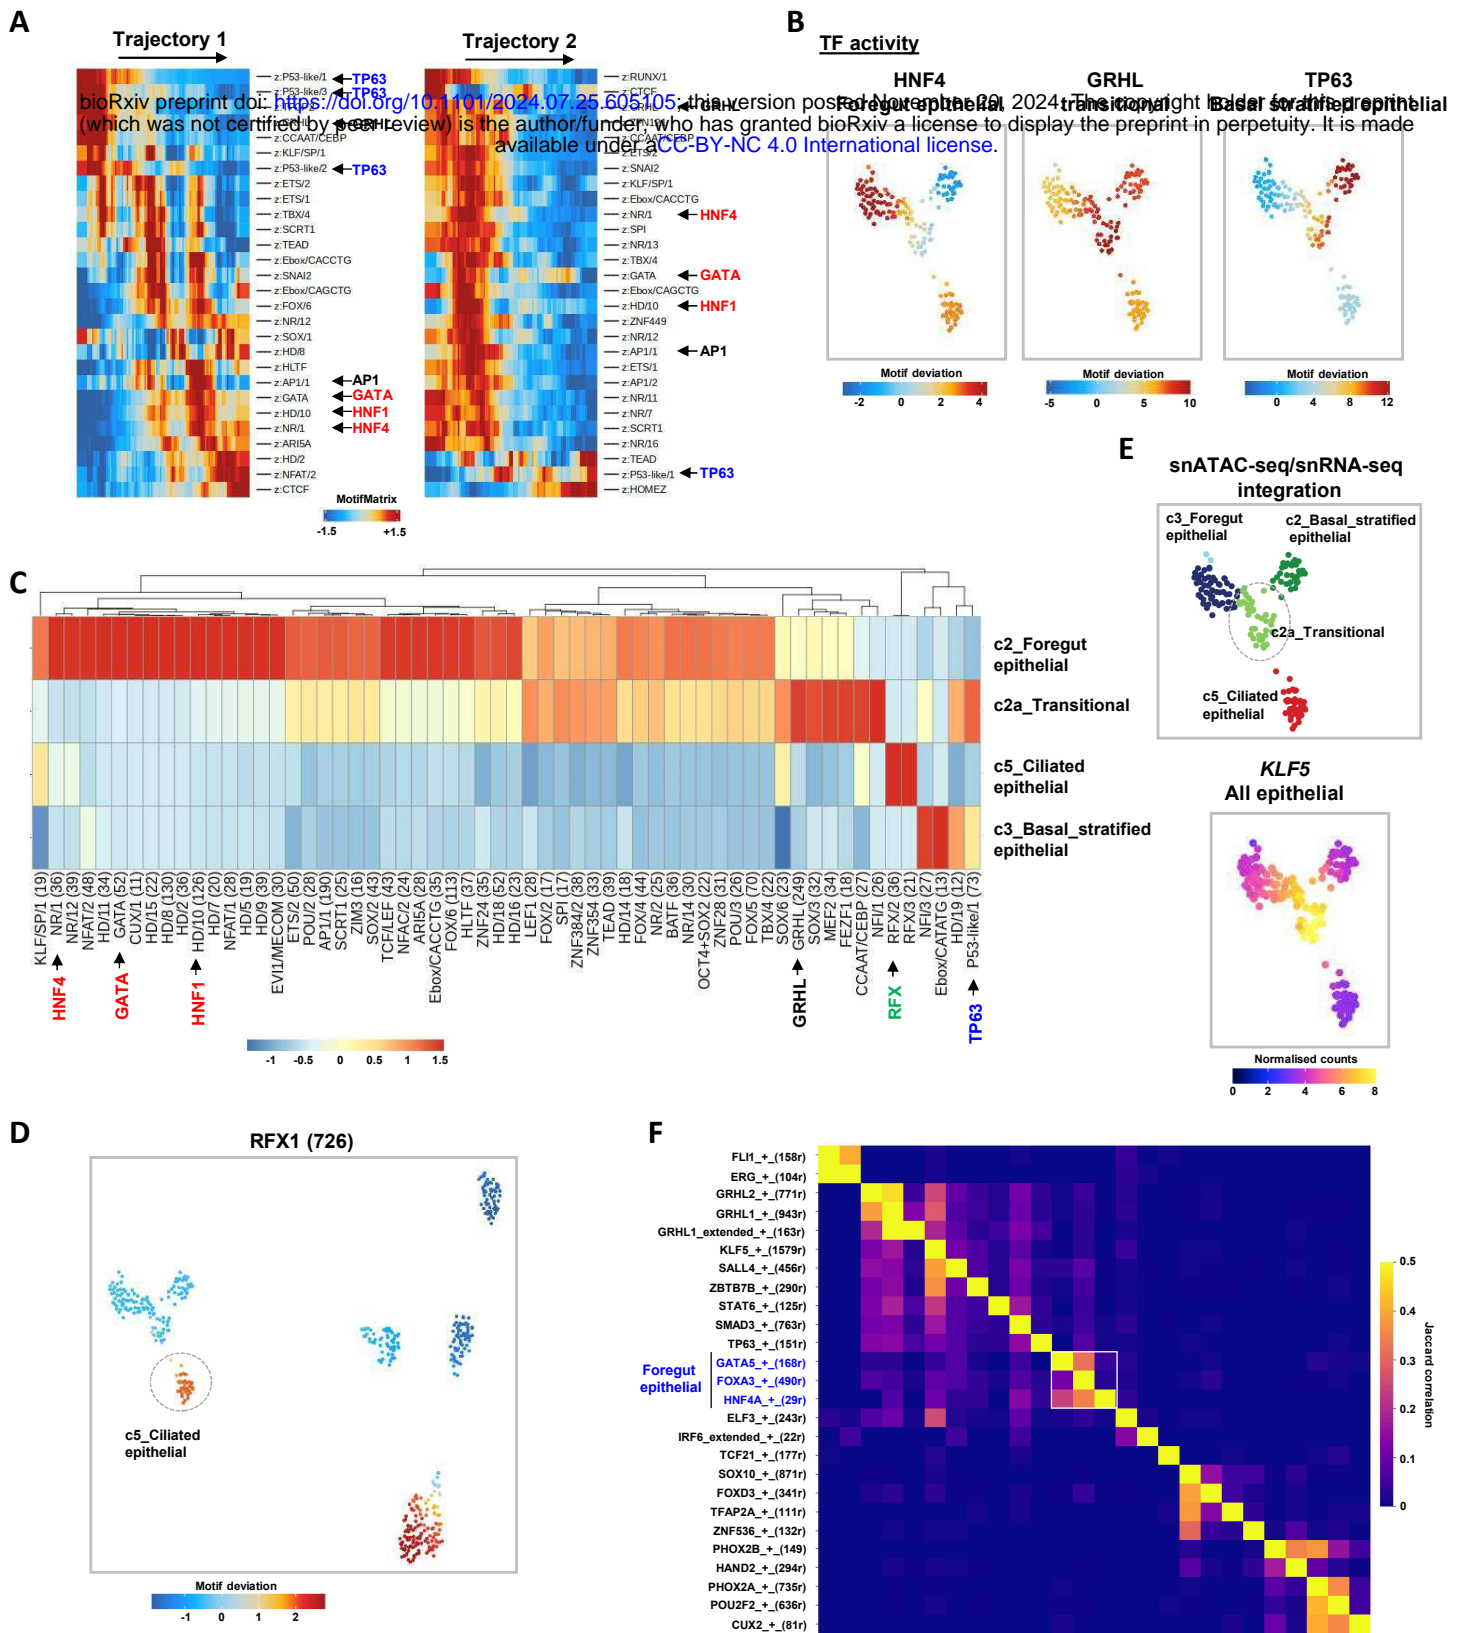 A
Trajectory 1
Trajectory 2
z:P53-like/1
TP63
z:P53-like/3
TP63
GRHL
z:CCAAT/CEBP
z:KLF/SP/1
z:P53-like/2
TP63
z:ETS/2
z:ETS/1
z:TBX/4
z:SCRT1
z:TEAD
z:Ebox/CACCTG
z:SNAI2
z:Ebox/CAGCTG
z:FOX/6
z:NR/12
z:SOX/1
z:HD/8
z:HLTF
z:AP1/1
AP1
z:GATA
GATA
z:HD/10
HNF1
z:NR/1
HNF4
z:ARI5A
z:HD/2
z:NFAT/2
z:CTCF
z:RUNX/1
z:CTCF
z:GRHL
GRHL
z:CCAAT/CEBP
z:ETS/2
z:SNAI2
z:KLF/SP/1
z:Ebox/CACCTG
z:NR/1
HNF4
z:SPI
z:NR/13
z:TBX/4
z:GATA
GATA
z:Ebox/CAGCTG
z:HD/10
HNF1
z:ZNF449
z:NR/12
z:AP1/1
AP1
z:ETS/1
z:AP1/2
z:NR/11
z:NR/7
z:SCRT1
z:NR/16
z:TEAD
z:P53-like/1
TP63
z:HOMEZ
MotifMatrix
-1.5 +1.5
bioRxiv preprint doi: https://doi.org/10.1101/2024.07.25.605105; this version posted November 20, 2024. The copyright holder for this preprint
(which was not certified by peer review) is the author/funder, who has granted bioRxiv a license to display the preprint in perpetuity. It is made
available under aCC-BY-NC 4.0 International license.
B
TF activity
HNF4
Foregut epithelial
GRHL
transitional
TP63
Basal stratified epithelial
Motif deviation
-2 0 2 4
Motif deviation
-5 0 5 10
Motif deviation
0 4 8 12
E
snATAC-seq/snRNA-seq
integration
c3_Foregut
epithelial
c2_Basal_stratified
epithelial
c2a_Transitional
c5_Ciliated
epithelial
KLF5
All epithelial
Normalised counts
0 2 4 6 8
C
c2_Foregut
epithelial
c2a_Transitional
c5_Ciliated
epithelial
c3_Basal_stratified
epithelial
KLF/SP/1 (19)
NR/1 (36)
NR/12 (39)
NFAT/2 (48)
HD/11 (34)
GATA (52)
CUX/1 (11)
HD/15 (22)
HD/8 (130)
HD/2 (36)
HD/10 (126)
HD/7 (20)
NFAT/1 (28)
HD/5 (19)
HD/9 (39)
EVI1/MECOM (30)
ETS/2 (50)
POU/2 (28)
AP1/1 (190)
SCRT1 (25)
ZIM3 (16)
SOX/2 (43)
TCF/LEF (43)
NFAC/2 (24)
ARI5A (28)
Ebox/CACCTG (35)
FOX/6 (113)
HLTF (37)
ZNF24 (35)
HD/18 (52)
HD/16 (23)
LEF1 (28)
FOX/2 (17)
SPI (17)
ZNF384/2 (38)
ZNF354 (33)
TEAD (39)
HD/14 (18)
FOX/4 (44)
NR/2 (25)
BATF (36)
NR/14 (30)
OCT4+SOX2 (22)
ZNF28 (31)
POU/3 (26)
FOX/5 (70)
TBX/4 (22)
SOX/6 (23)
GRHL (249)
SOX/3 (32)
MEF2 (34)
FEZF1 (18)
CCAAT/CEBP (27)
NFI/1 (26)
RFX/2 (36)
RFX/3 (21)
NFI/3 (27)
Ebox/CATATG (13)
HD/19 (12)
P53-like/1 (73)
HNF4
GATA
HNF1
GRHL
RFX
TP63
-1 -0.5 0 0.5 1 1.5
D
RFX1 (726)
c5_Ciliated
epithelial
Motif deviation
-1 0 1 2
F
FLI1_+_(158r)
ERG_+_(104r)
GRHL2_+_(771r)
GRHL1_+_(943r)
GRHL1_extended_+_(163r)
KLF5_+_(1579r)
SALL4_+_(456r)
ZBTB7B_+_(290r)
STAT6_+_(125r)
SMAD3_+_(763r)
TP63_+_(151r)
GATA5_+_(168r)
FOXA3_+_(490r)
HNF4A_+_(29r)
ELF3_+_(243r)
IRF6_extended_+_(22r)
TCF21_+_(177r)
SOX10_+_(871r)
FOXD3_+_(341r)
TFAP2A_+_(111r)
ZNF536_+_(132r)
PHOX2B_+_(149)
HAND2_+_(294r)
PHOX2A_+_(735r)
POU2F2_+_(636r)
CUX2_+_(81r)
Foregut
epithelial
0.5
0.4
0.3
0.2
0.1
0
Jaccard correlation